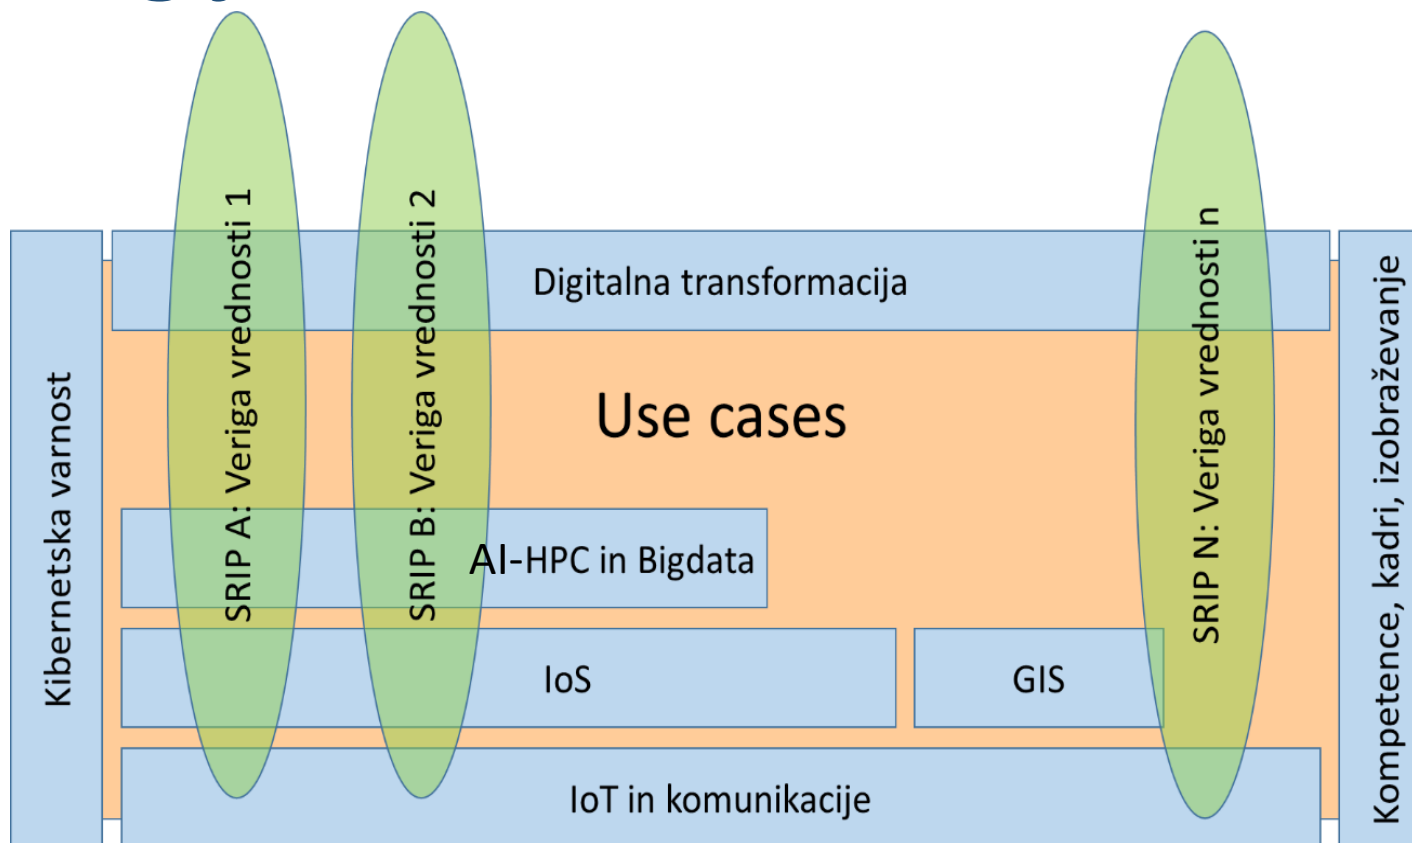 SRIP A: Veriga vrednosti 1
SRIP B: Veriga vrednosti 2
SRIP N: Veriga vrednosti n
Kibernetska varnost
Digitalna transformacija
Use cases
AI-HPC in Bigdata
IoS
GIS
IoT in komunikacije
Kompetence, kadri, izobraževanje